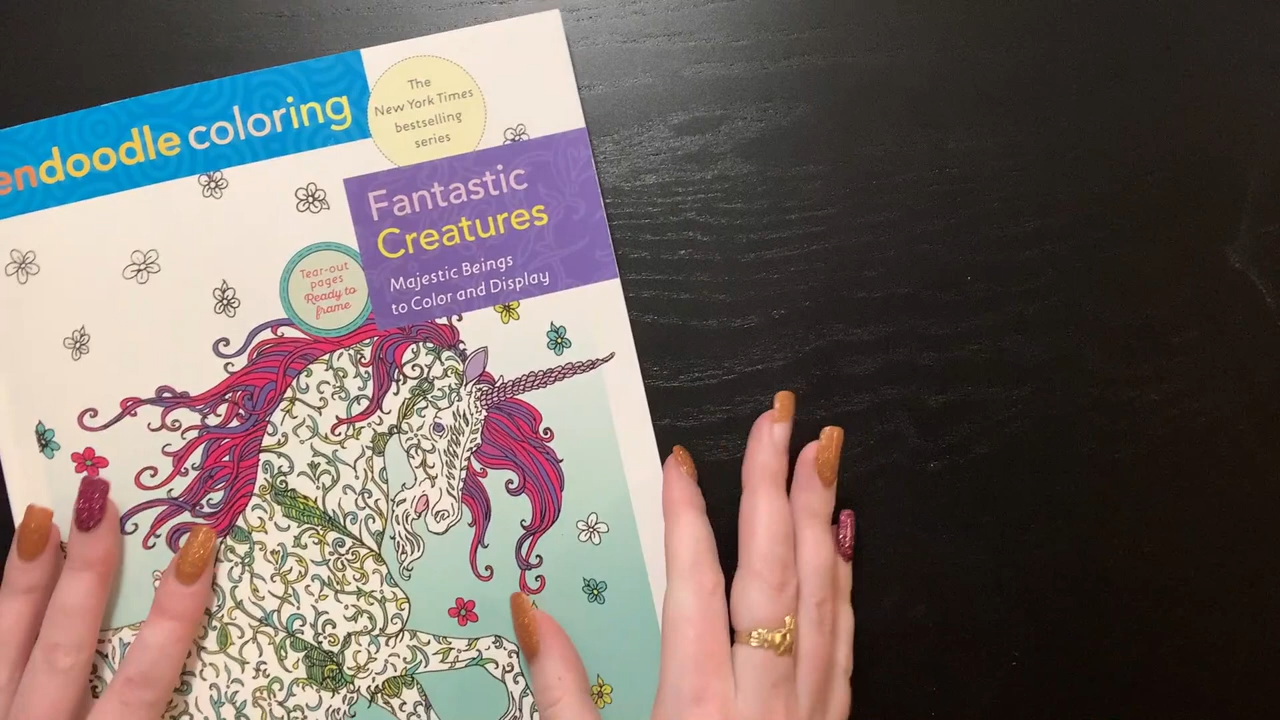 endoodle coloring
The
New York Times
bestselling
series
Fantastic
Creatures
Majestic Beings
to Color and Display
Tear-out
pages
Ready to
frame